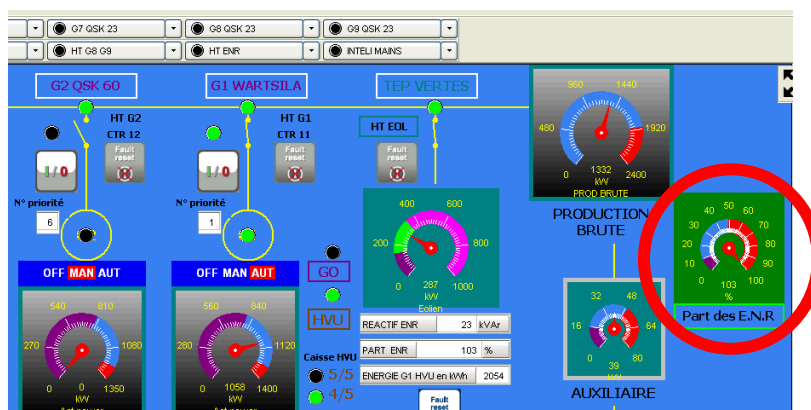 G7 QSK 23
G8 QSK 23
G9 QSK 23
HT G8 G9
HT ENR
INTELI MAINS
G2 QSK 60
G1 WARTSILA
TEP VERTES
HT G2
CTR 12
HT G1
CTR 11
HT EOL
Fault reset
Fault reset
Fault reset
I / O
I / O
N° priorité
6
N° priorité
1
OFF MAN AUT
OFF MAN AUT
GO
HVU
Caisse HVU
5/5
4/5
270
540
810
1080
1350
0
0
kW
280
560
840
1120
1400
0
1058
kW
0
200
400
600
800
1000
287
kW
Eolien
REACTIF ENR 23 kVAr
PART ENR 103 %
ENERGIE G1 HVU en kWh 2054
Fault reset
0
480
960
1440
1920
2400
1332
kW
PROD BRUTE
PRODUCTION BRUTE
0
16
32
48
64
80
39
kW
AUXILIAIRE
0
10
20
30
40
50
60
70
80
90
100
103
%
Part des E.N.R